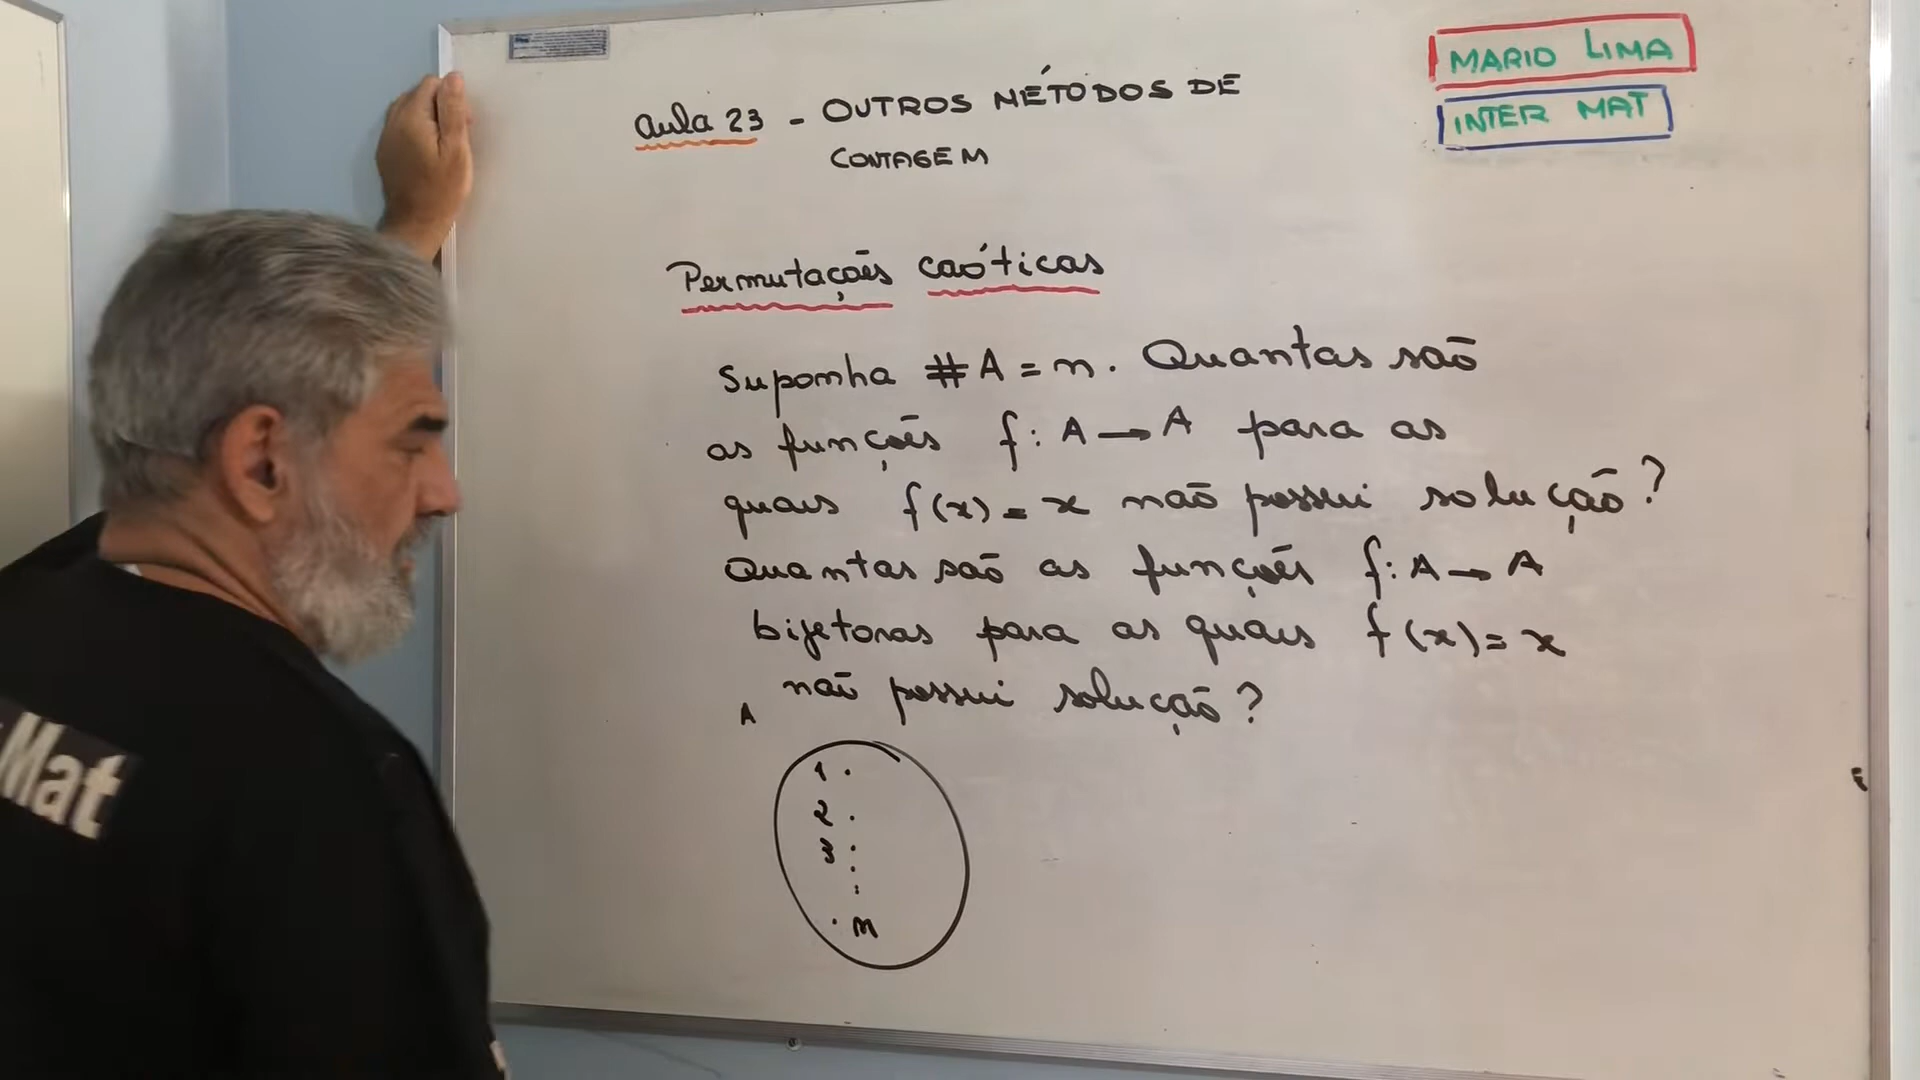 Aula 23 - OUTROS MÉTODOS DE
CONTAGEM
MARIO LIMA
INTER MAT
Permutações caóticas
Suponha #A = n. Quantas são
as funções f: A → A para as
quais f(x) = x não possui solução?
Quantas são as funções f: A → A
bijetoras para as quais f(x) = x
não possui solução?
A
1 .
2 .
3 .
. n
Mat